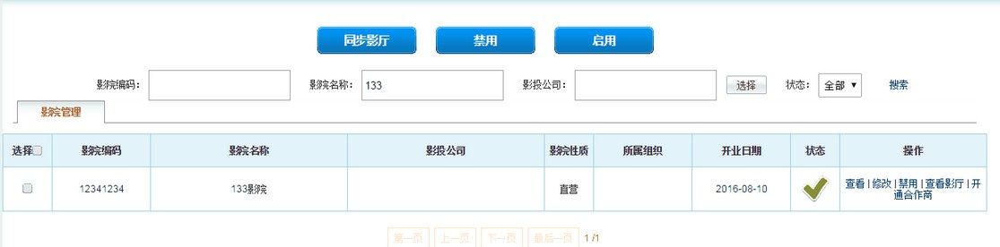 同步影厅 禁用 启用
影院编码： 影院名称： 133 影投公司： 选择 状态： 全部 搜索
影院管理
选择 影院编码 影院名称 影投公司 影院性质 所属组织 开业日期 状态 操作
12341234 133影院 直营 2016-08-10 查看 | 修改 | 禁用 | 查看影厅 | 开
通合作商
第一页 上一页 下一页 最后一页 1 /1